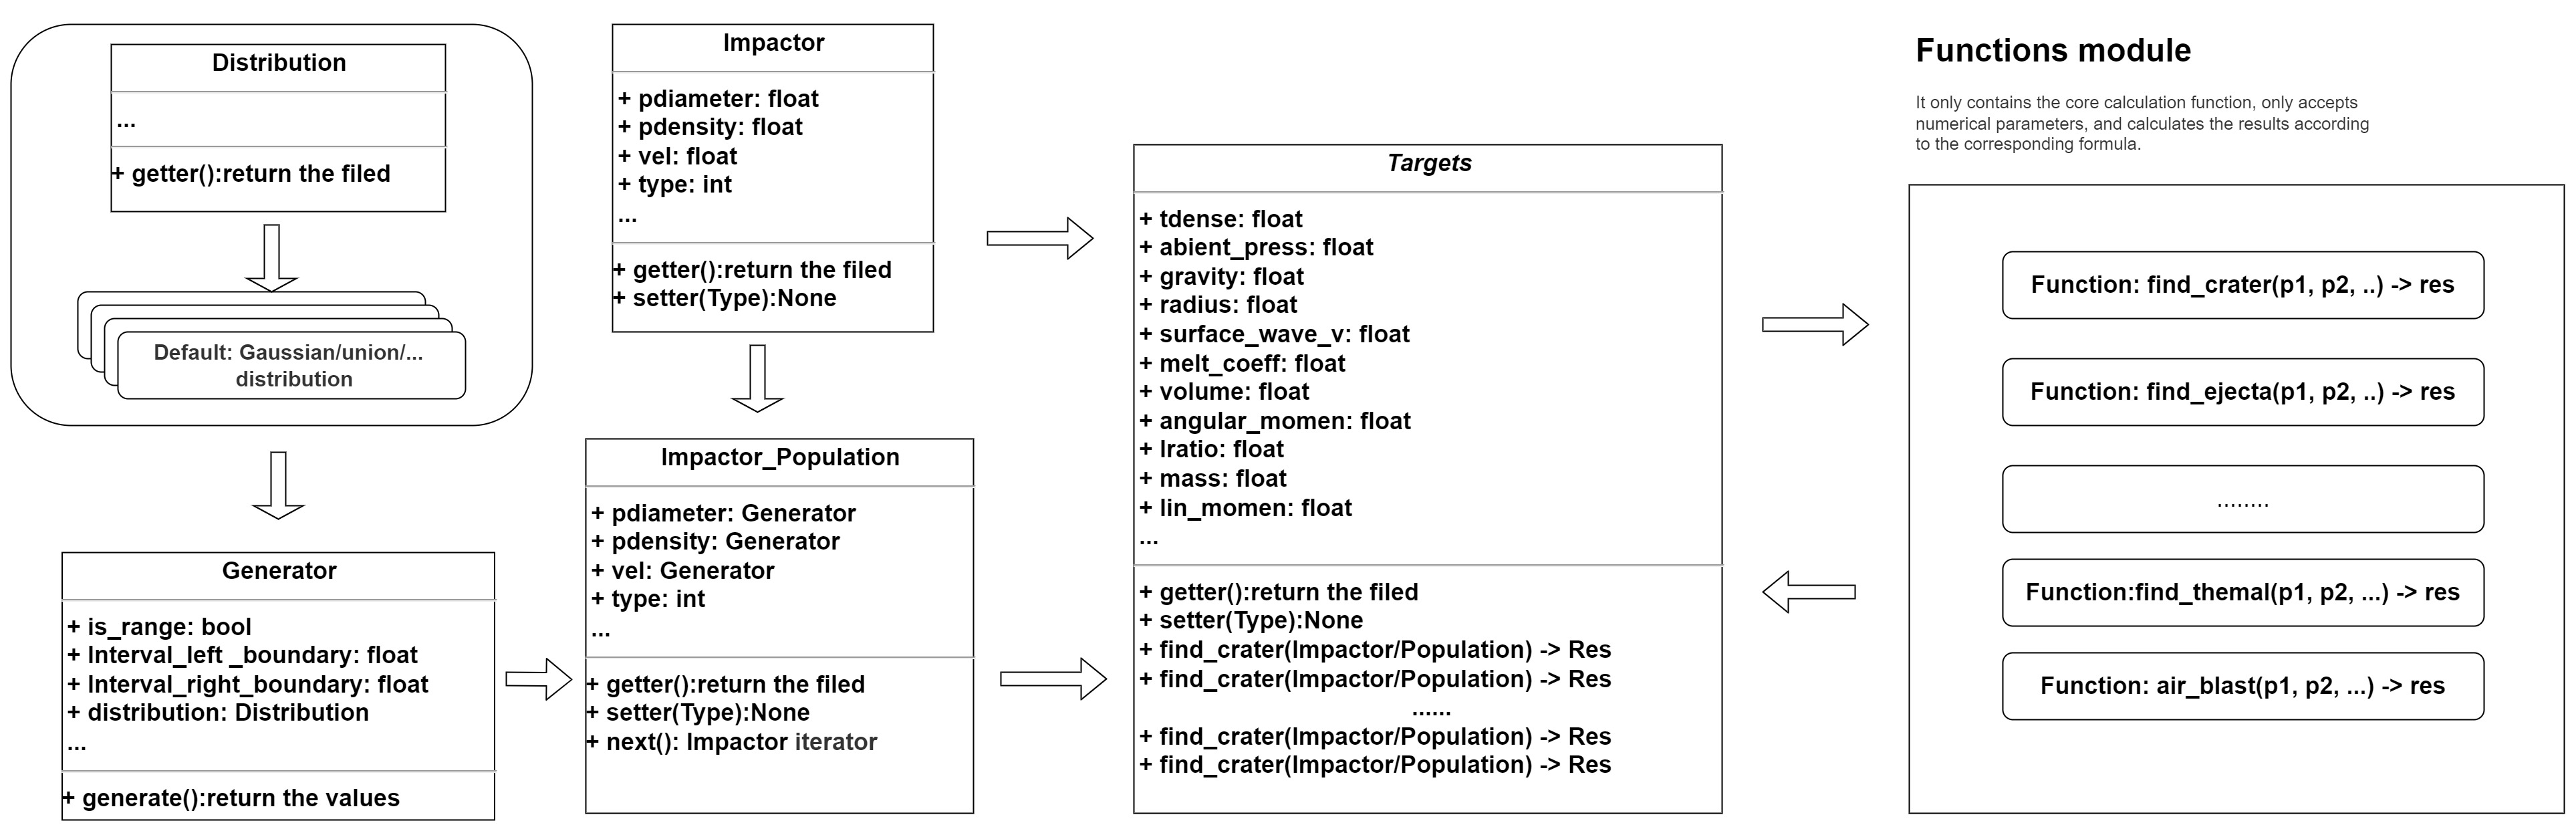 Distribution
...
+ getter():return the filed
Default: Gaussian/union/...
distribution
Generator
+ is_range: bool
+ Interval_left _boundary: float
+ Interval_right_boundary: float
+ distribution: Distribution
...
+ generate():return the values
Impactor
+ pdiameter: float
+ pdensity: float
+ vel: float
+ type: int
...
+ getter():return the filed
+ setter(Type):None
Impactor_Population
+ pdiameter: Generator
+ pdensity: Generator
+ vel: Generator
+ type: int
...
+ getter():return the filed
+ setter(Type):None
+ next(): Impactor iterator
Targets
+ tdense: float
+ abient_press: float
+ gravity: float
+ radius: float
+ surface_wave_v: float
+ melt_coeff: float
+ volume: float
+ angular_momen: float
+ lratio: float
+ mass: float
+ lin_momen: float
...
+ getter():return the filed
+ setter(Type):None
+ find_crater(Impactor/Population) -> Res
+ find_crater(Impactor/Population) -> Res
......
+ find_crater(Impactor/Population) -> Res
+ find_crater(Impactor/Population) -> Res
Functions module
It only contains the core calculation function, only accepts
numerical parameters, and calculates the results according
to the corresponding formula.
Function: find_crater(p1, p2, ..) -> res
Function: find_ejecta(p1, p2, ..) -> res
........
Function:find_themal(p1, p2, ...) -> res
Function: air_blast(p1, p2, ...) -> res